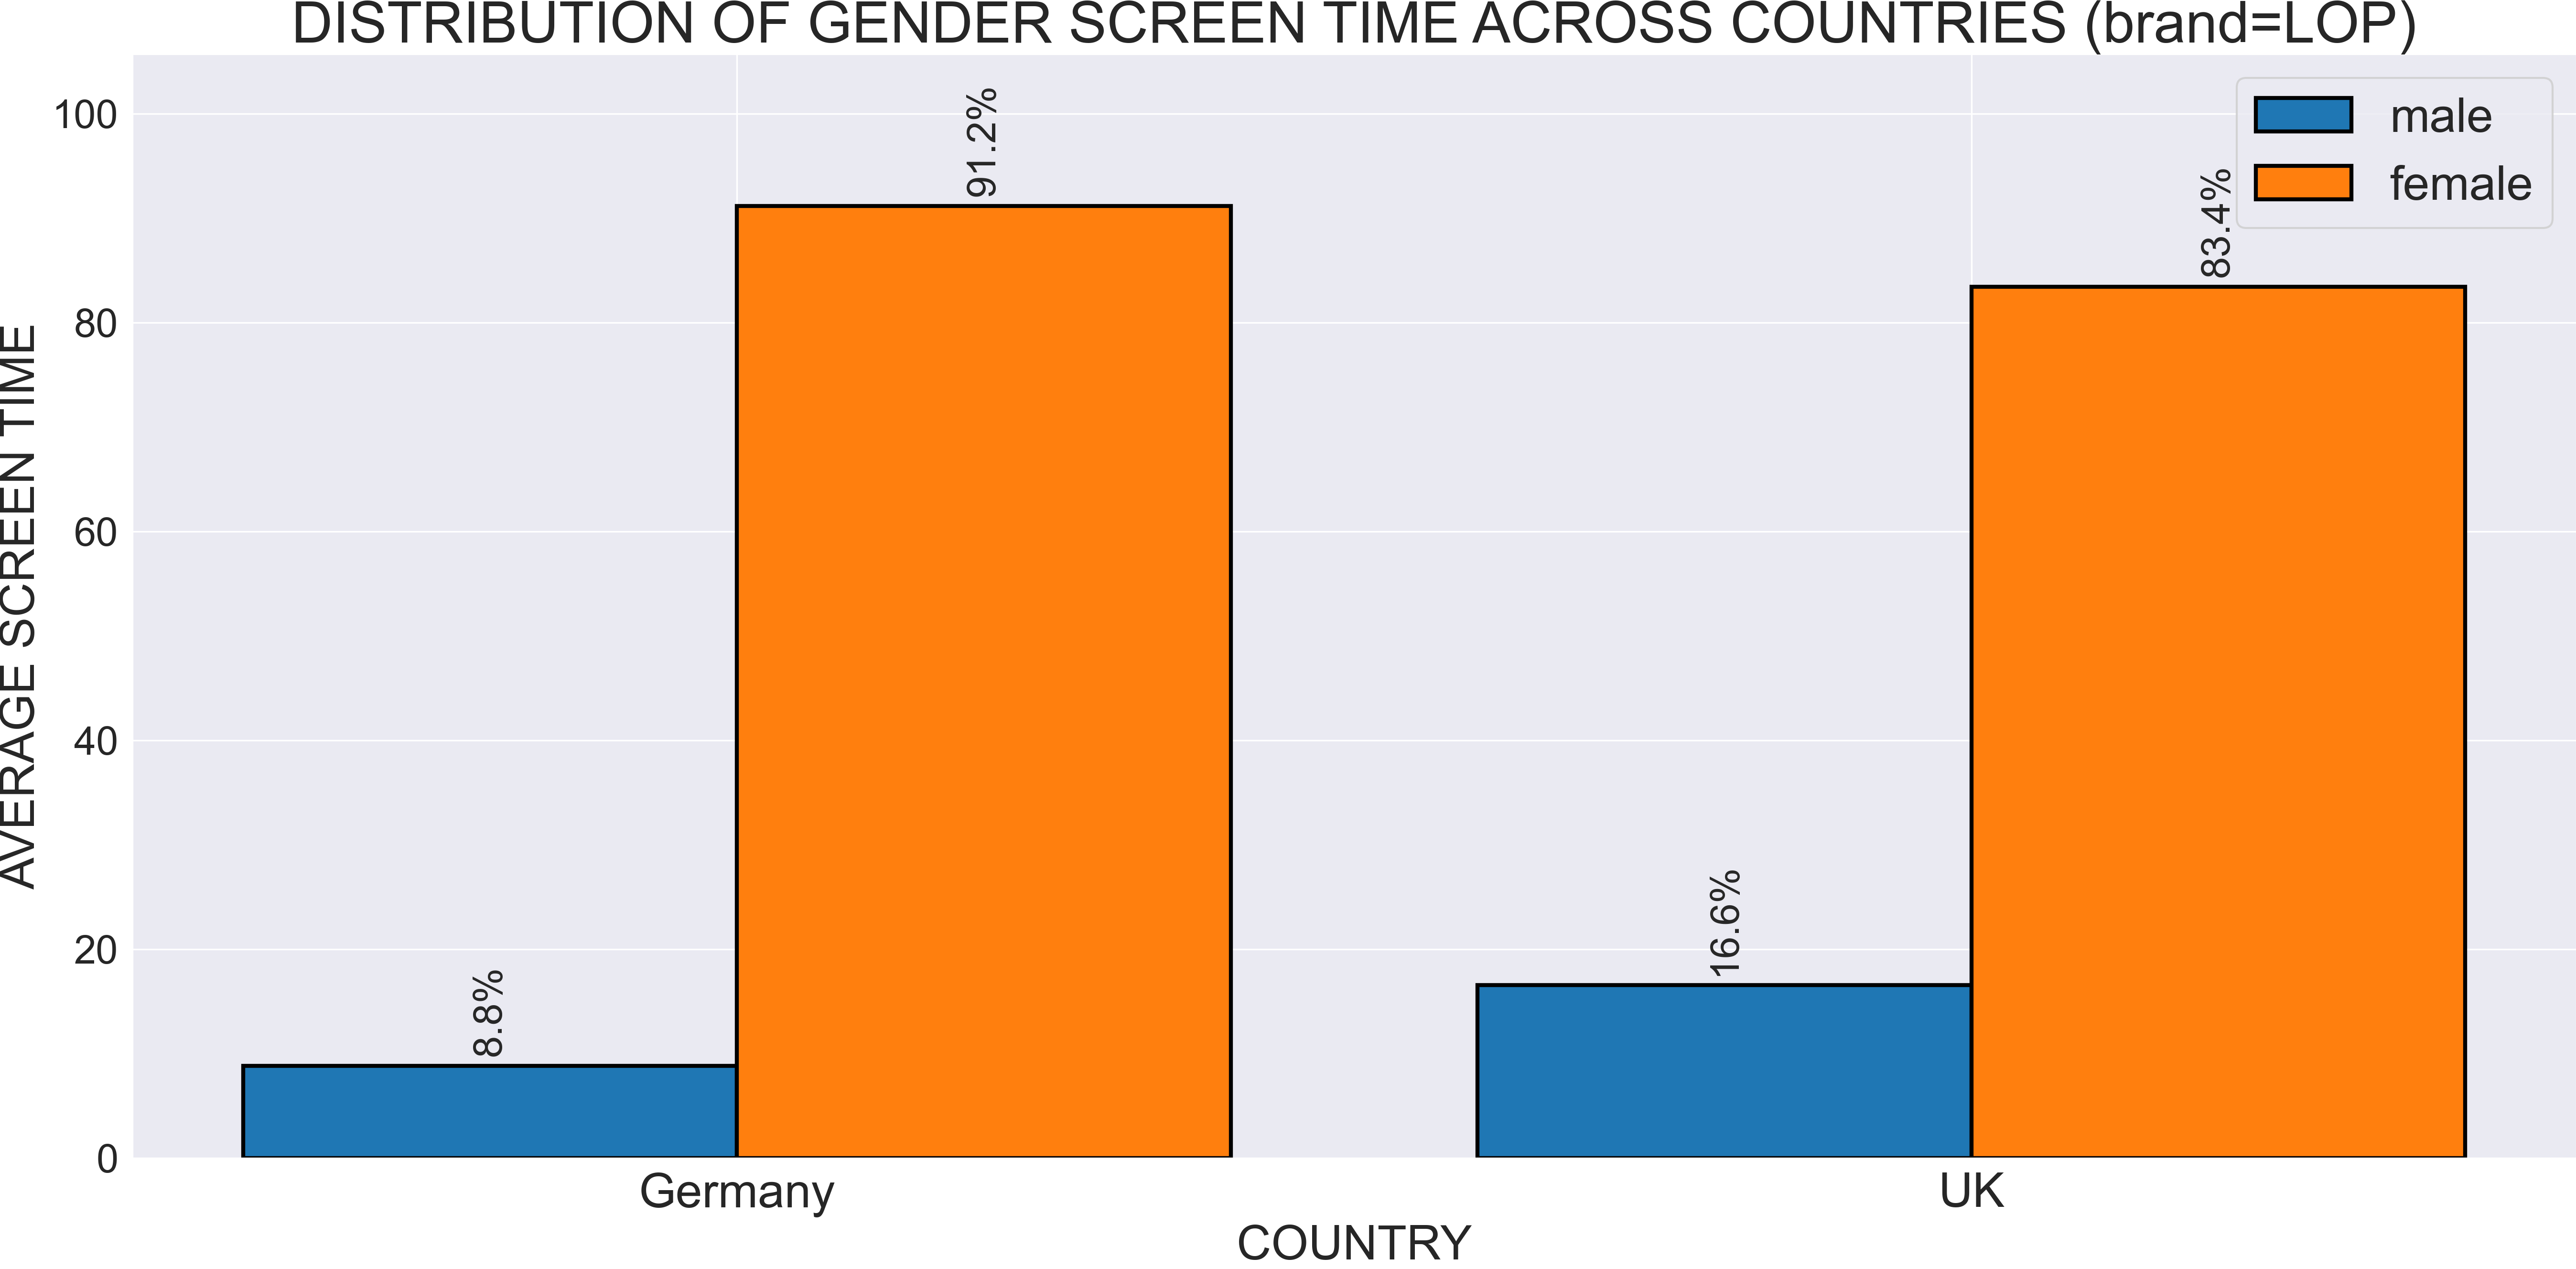 DISTRIBUTION OF GENDER SCREEN TIME ACROSS COUNTRIES (brand=LOP)
AVERAGE SCREEN TIME
100
80
60
40
20
0
8.8%
91.2%
16.6%
83.4%
male
female
Germany
UK
COUNTRY